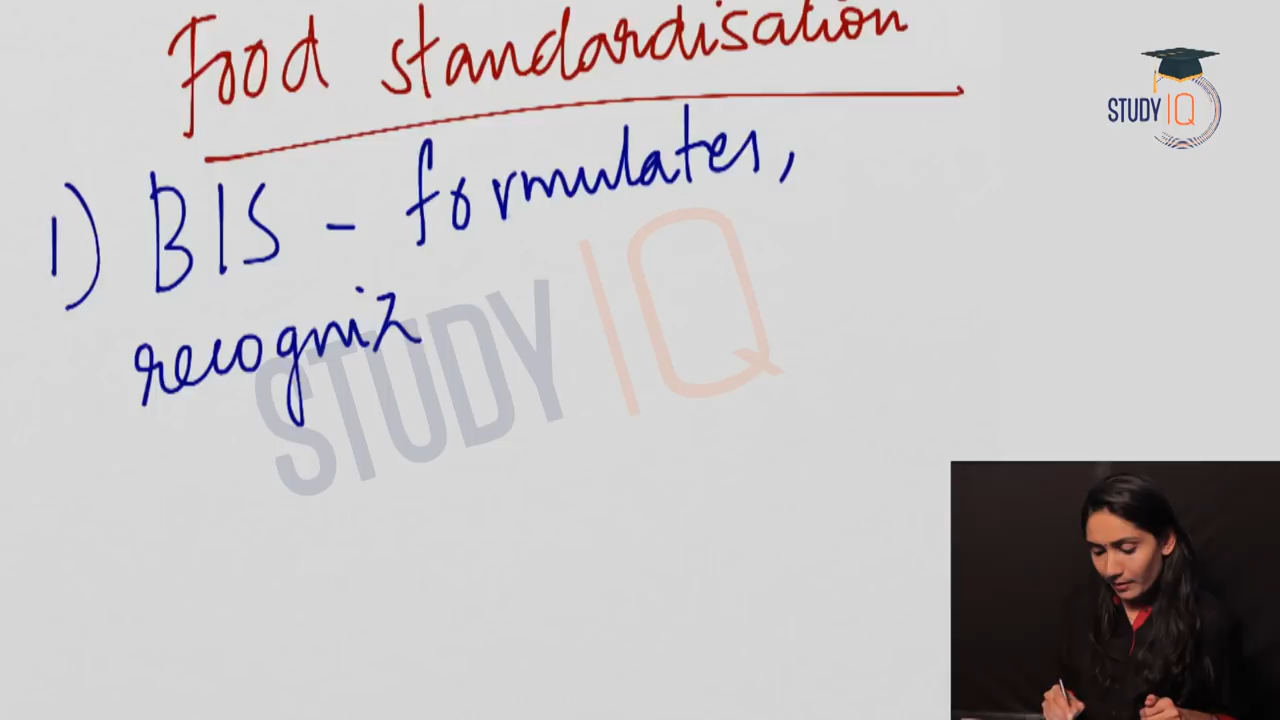 Food standardisation
STUDY IQ
1) BIS - formulates,
recogniz
STUDY IQ